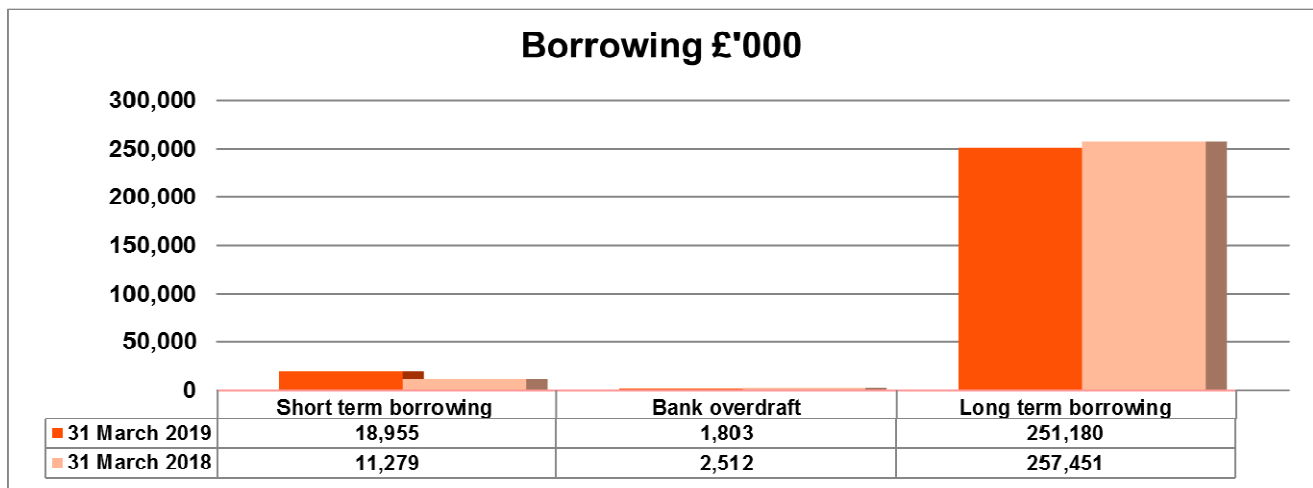 Borrowing £'000
300,000
250,000
200,000
150,000
100,000
50,000
0
Short term borrowing Bank overdraft Long term borrowing
31 March 2019 18,955 1,803 251,180
31 March 2018 11,279 2,512 257,451